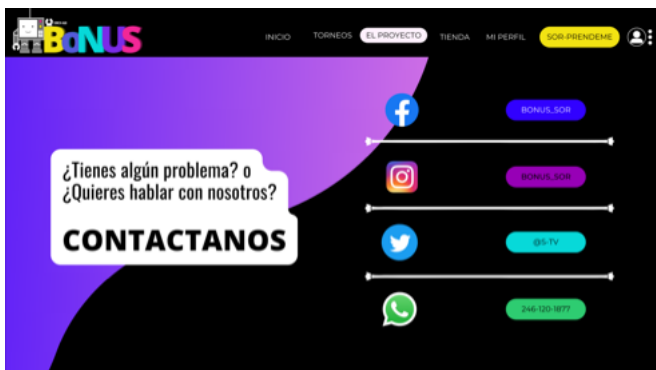 BoNUS
INICIO
TORNEOS
EL PROYECTO
TIENDA
MI PERFIL
SOR-PRENDEME
¿Tienes algún problema? o
¿Quieres hablar con nosotros?
CONTACTANOS
BONUS_SOR
BONUS_SOR
@S-TV
246-120-1877